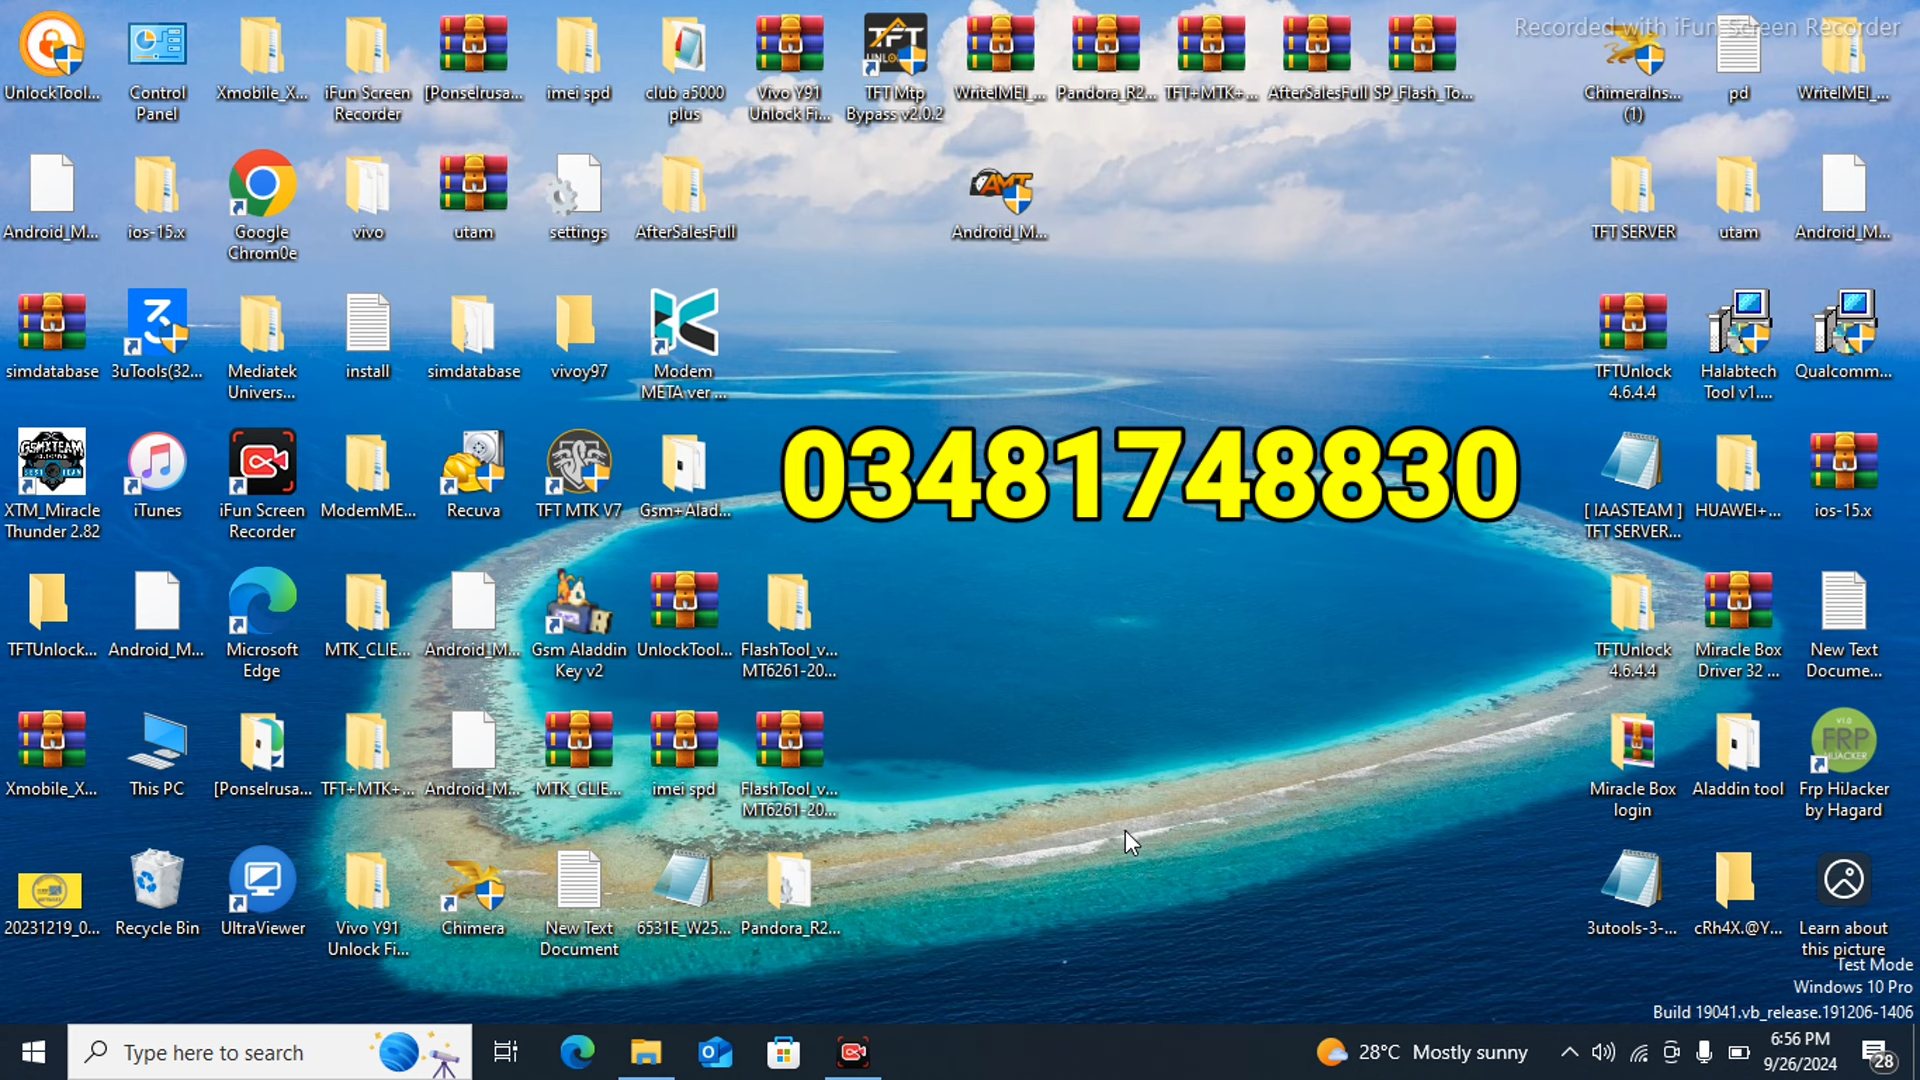 Recorded with iFun Screen Recorder
UnlockTool...
Control
Panel
Xmobile_X...
iFun Screen
Recorder
[Ponselrusa...
imei spd
club a5000
plus
Vivo Y91
Unlock Fi...
TFT
UNLOCK
TFT Mtp
Bypass v2.0.2
WriteIMEI_...
Pandora_R2...
TFT+MTK+...
AfterSalesFull
SP_Flash_To...
ChimeraIns...
(1)
pd
WriteIMEI_...
Android_M...
ios-15.x
Google
Chrom0e
vivo
utam
settings
AfterSalesFull
AMT
Android_M...
TFT SERVER
utam
Android_M...
simdatabase
3uTools(32...
Mediatek
Univers...
install
simdatabase
vivoy97
Modem
META ver ...
TFTUnlock
4.6.4.4
Halabtech
Tool v1....
Qualcomm...
03481748830
XTM_Miracle
Thunder 2.82
iTunes
iFun Screen
Recorder
ModemME...
Recuva
TFT MTK V7
Gsm+Alad...
[ IAASTEAM ]
TFT SERVER...
HUAWEI+...
ios-15.x
TFTUnlock...
Android_M...
Microsoft
Edge
MTK_CLIE...
Android_M...
Gsm Aladdin
Key v2
UnlockTool...
FlashTool_v...
MT6261-20...
TFTUnlock
4.6.4.4
Miracle Box
Driver 32 ...
New Text
Docume...
Xmobile_X...
This PC
[Ponselrusa...
TFT+MTK+...
Android_M...
MTK_CLIE...
imei spd
FlashTool_v...
MT6261-20...
Miracle Box
login
Aladdin tool
V1.0
FRP
HIJACKER
Frp HiJacker
by Hagard
20231219_0...
Recycle Bin
UltraViewer
Vivo Y91
Unlock Fi...
Chimera
New Text
Document
6531E_W25...
Pandora_R2...
3utools-3-...
cRh4X.@Y...
Learn about
this picture
Test Mode
Windows 10 Pro
Build 19041.vb_release.191206-1406
Type here to search
28°C Mostly sunny
6:56 PM
9/26/2024
28